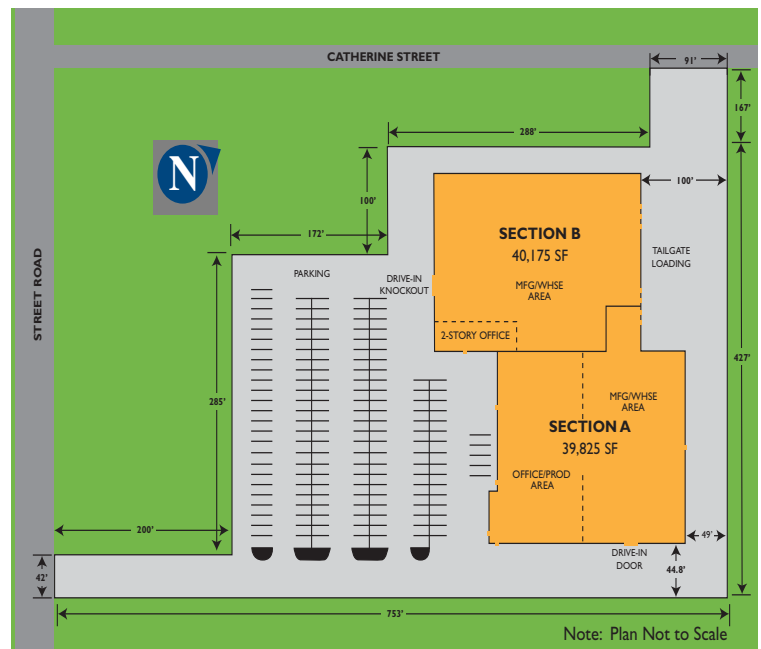 CATHERINE STREET
91'
167'
288'
N
100'
100'
172'
SECTION B
40,175 SF
TAILGATE
LOADING
PARKING
DRIVE-IN
KNOCKOUT
MFG/WHSE
AREA
STREET ROAD
2-STORY OFFICE
427'
285'
MFG/WHSE
AREA
SECTION A
39,825 SF
OFFICE/PROD
AREA
200'
49'
DRIVE-IN
DOOR
44.8'
42'
753'
Note: Plan Not to Scale